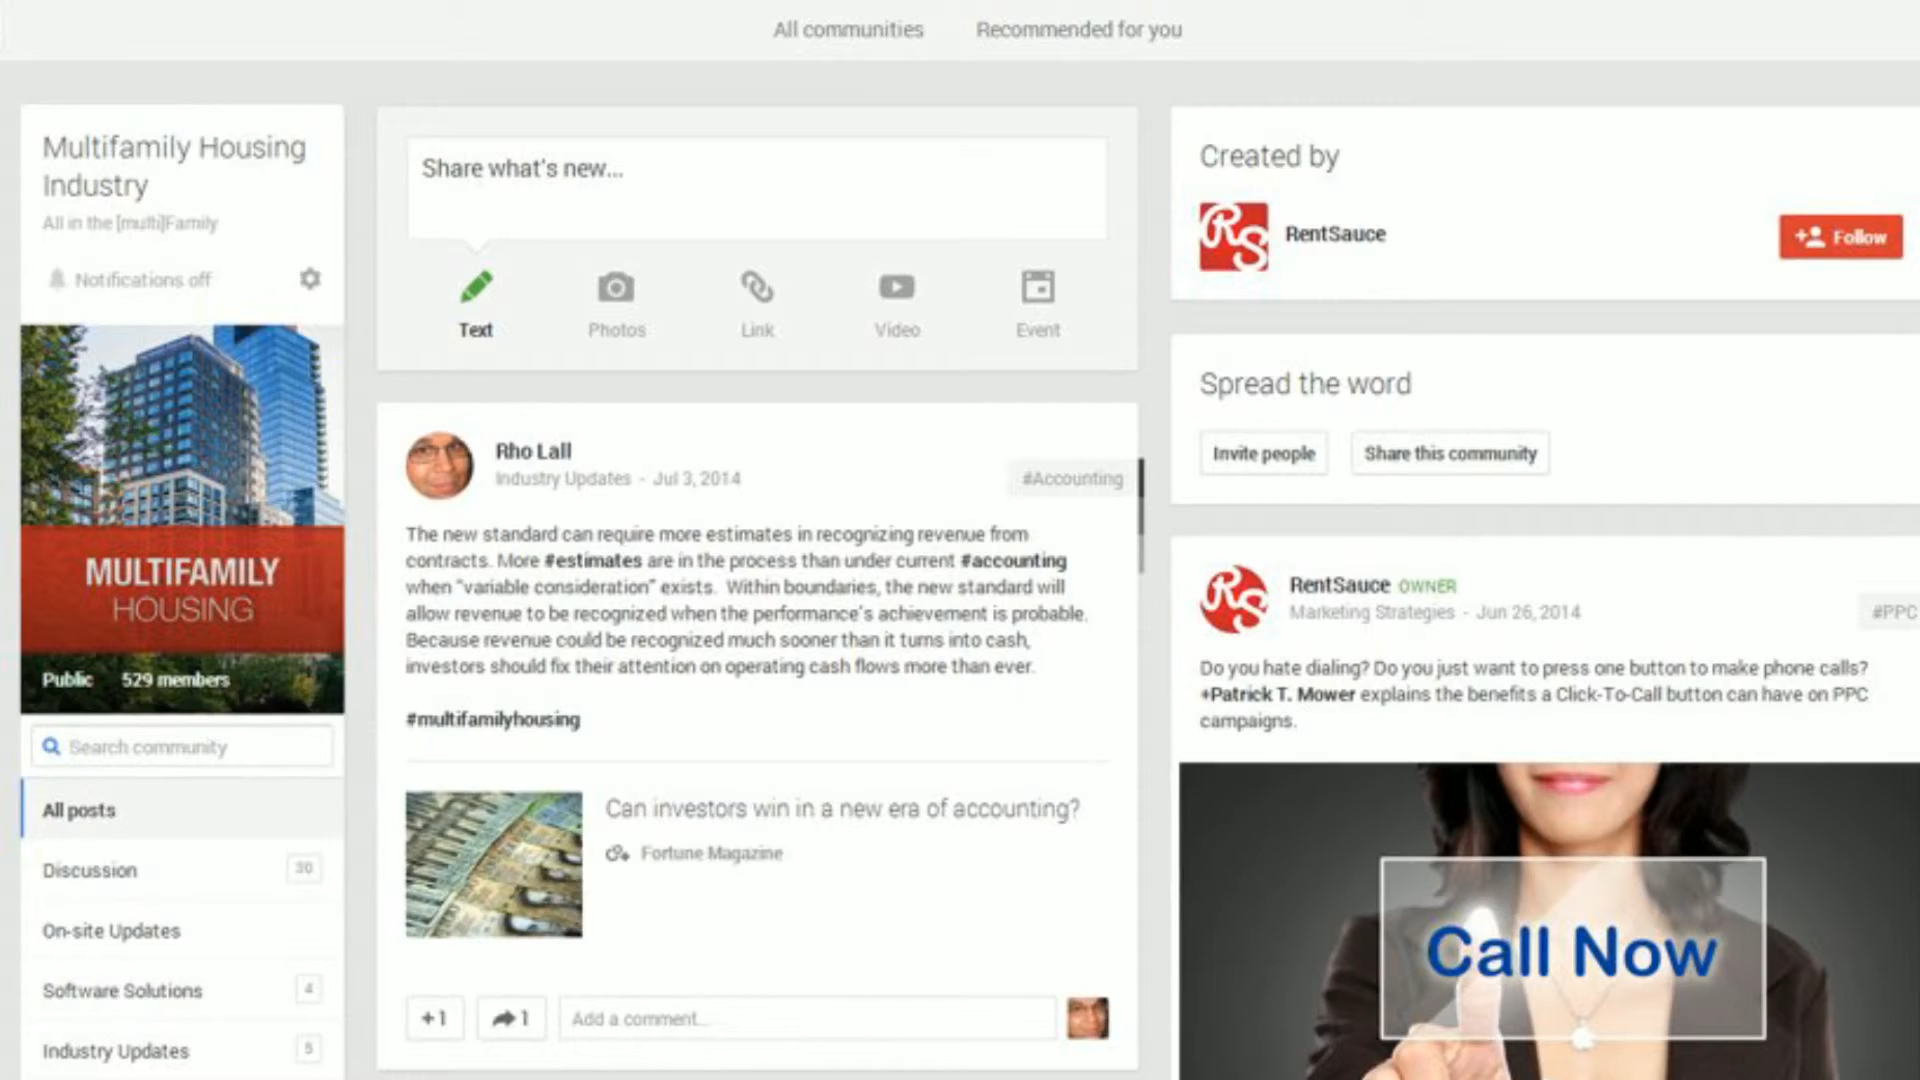 All communities
Recommended for you
Multifamily Housing
Industry
All in the [multi]Family
Notifications off
MULTIFAMILY
HOUSING
Public 529 members
Search community
All posts
Discussion 30
On-site Updates
Software Solutions 4
Industry Updates 5
Share what's new...
Text
Photos
Link
Video
Event
Rho Lall
Industry Updates - Jul 3, 2014
#Accounting
The new standard can require more estimates in recognizing revenue from
contracts. More #estimates are in the process than under current #accounting
when "variable consideration" exists. Within boundaries, the new standard will
allow revenue to be recognized when the performance's achievement is probable.
Because revenue could be recognized much sooner than it turns into cash,
investors should fix their attention on operating cash flows more than ever.
#multifamilyhousing
Can investors win in a new era of accounting?
Fortune Magazine
+1
1
Add a comment...
Created by
RS
RentSauce
Follow
Spread the word
Invite people
Share this community
RS
RentSauce OWNER
Marketing Strategies - Jun 26, 2014
#PPC
Do you hate dialing? Do you just want to press one button to make phone calls?
+Patrick T. Mower explains the benefits a Click-To-Call button can have on PPC
campaigns.
Call Now